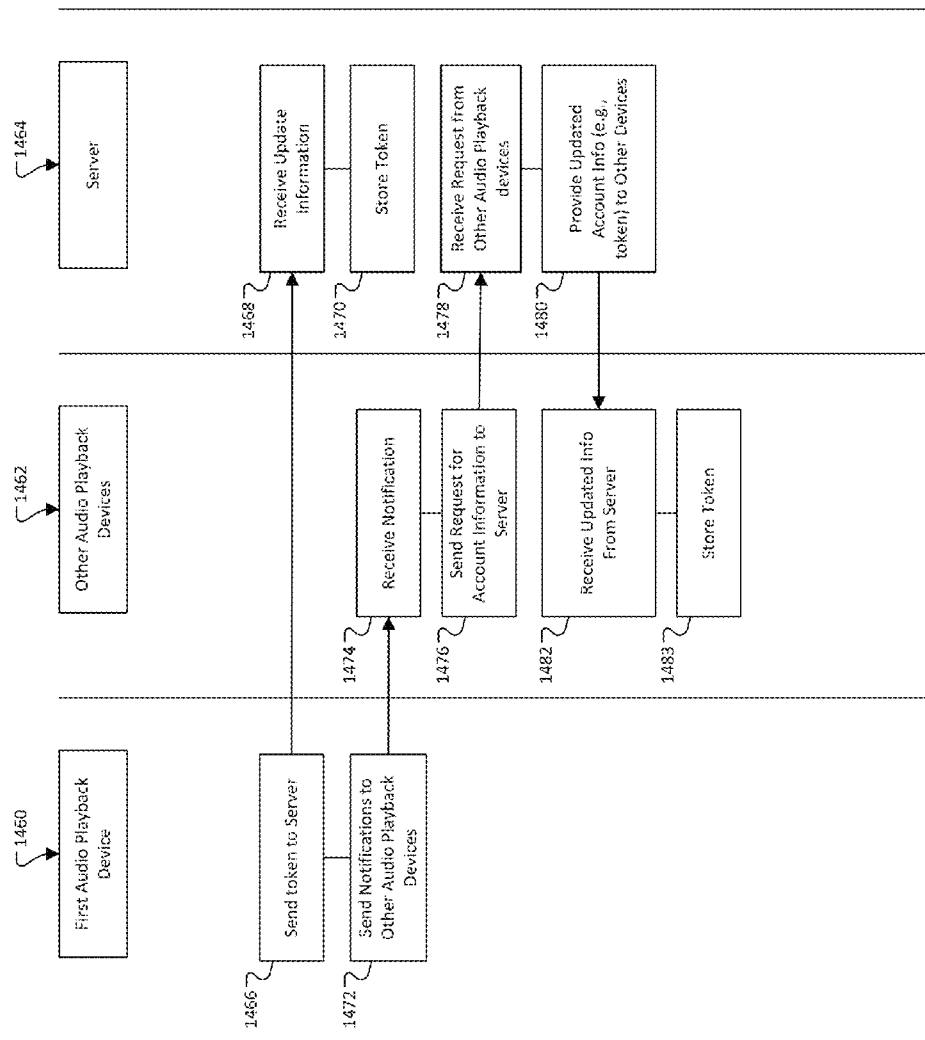 1460
First Audio Playback
Device
1462
Other Audio Playback
Devices
1464
Server
1466
Send token to Server
1468
Receive Update
Information
1470
Store Token
1472
Send Notifications to
Other Audio Playback
Devices
1474
Receive Notification
1476
Send Request for
Account Information to
Server
1478
Receive Request from
Other Audio Playback
devices
1480
Provide Updated
Account Info (e.g.,
token) to Other Devices
1482
Receive Updated Info
From Server
1483
Store Token